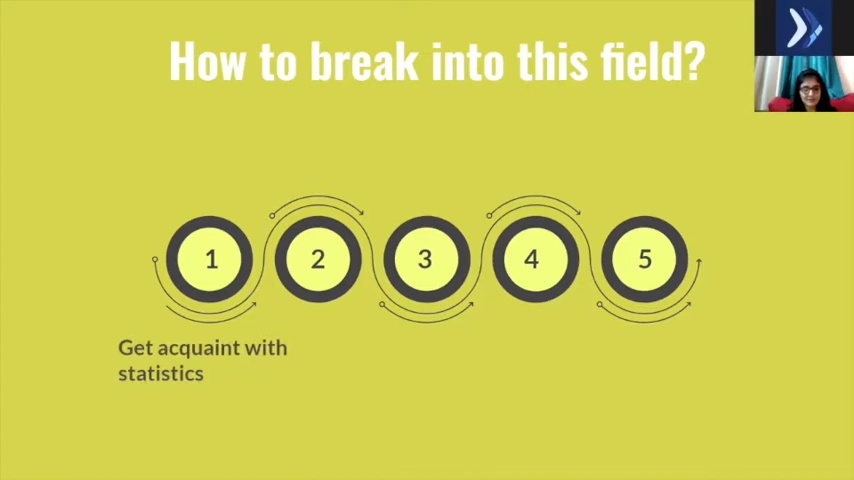 How to break into this field?
1 2 3 4 5
Get acquaint with
statistics